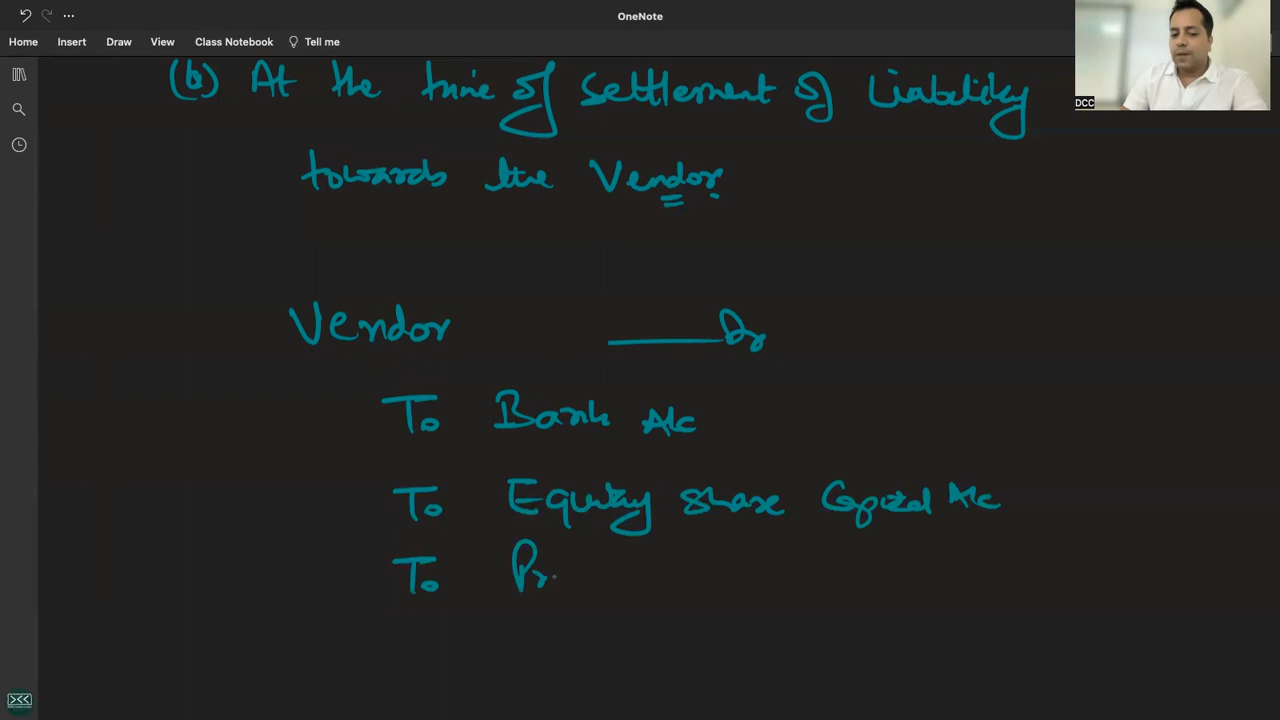 OneNote
Home Insert Draw View Class Notebook Tell me
DCC
(b) At the time of settlement of Liability
towards the Vendor
Vendor Dr
To Bank A/c
To Equity Share Capital A/c
To Pr